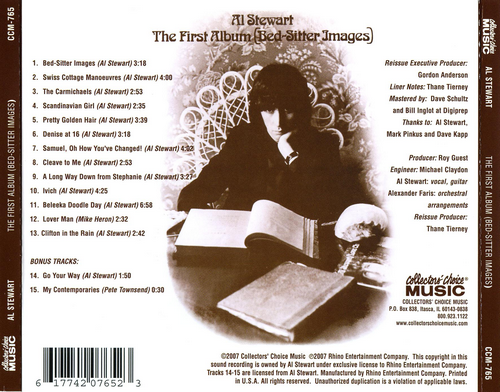 CCM-765
THE FIRST ALBUM (BED-SITTER IMAGES)
AL STEWART
Collectors' Choice
MUSIC
Al Stewart
The First Album (Bed-Sitter Images)
1. Bed-Sitter Images (Al Stewart) 3:18
2. Swiss Cottage Manoeuvres (Al Stewart) 4:00
3. The Carmichaels (Al Stewart) 2:53
4. Scandinavian Girl (Al Stewart) 2:35
5. Pretty Golden Hair (Al Stewart) 3:39
6. Denise at 16 (Al Stewart) 3:18
7. Samuel, Oh How You've Changed! (Al Stewart) 4:02
8. Cleave to Me (Al Stewart) 2:53
9. A Long Way Down from Stephanie (Al Stewart) 3:27
10. Ivich (Al Stewart) 4:25
11. Beleeka Doodle Day (Al Stewart) 6:58
12. Lover Man (Mike Heron) 2:32
13. Clifton in the Rain (Al Stewart) 2:42
BONUS TRACKS:
14. Go Your Way (Al Stewart) 1:50
15. My Contemporaries (Pete Townsend) 0:30
Reissue Executive Producer:
Gordon Anderson
Liner Notes: Thane Tierney
Mastered by: Dave Schultz
and Bill Inglot at Digiprep
Thanks to: Al Stewart,
Mark Pinkus and Dave Kapp
Producer: Roy Guest
Engineer: Michael Claydon
Al Stewart: vocal, guitar
Alexander Faris: orchestral
arrangements
Reissue Producer:
Thane Tierney
Collectors' Choice®
MUSIC
COLLECTORS' CHOICE MUSIC
P.O. Box 838, Itasca, IL 60143-0838
800.923.1122
www.collectorschoicemusic.com
6 17742 07652 3
©2007 Collectors' Choice Music ©2007 Rhino Entertainment Company. This copyright in this
sound recording is owned by Al Stewart under exclusive license to Rhino Entertainment Company.
Tracks 14-15 are licensed from Al Stewart. Manufactured by Rhino Entertainment Company. Printed
in U.S.A. All rights reserved. Unauthorized duplication is a violation of applicable laws.
Collectors' Choice
MUSIC
AL STEWART
THE FIRST ALBUM (BED-SITTER IMAGES)
CCM-765